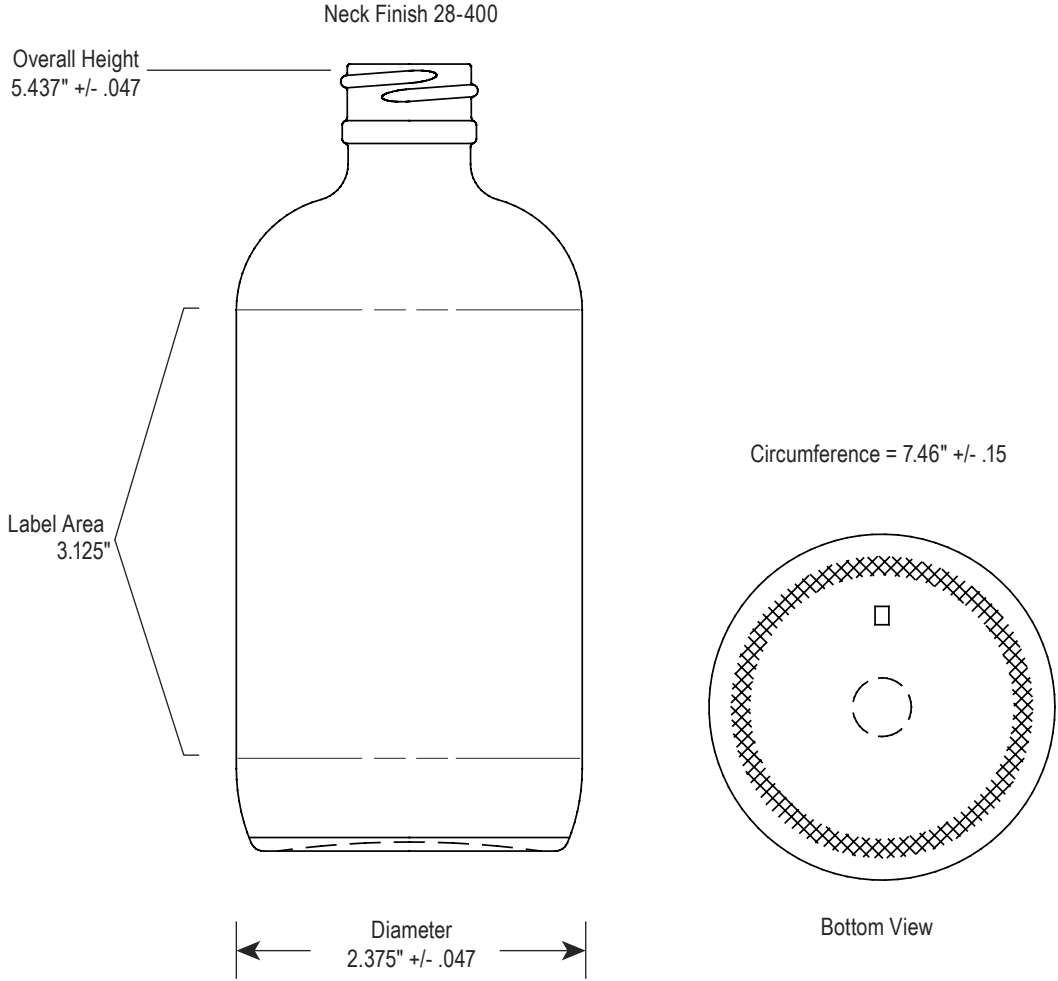 Neck Finish 28-400
Overall Height
5.437" +/- .047
Circumference = 7.46" +/- .15
Label Area
3.125"
Bottom View
Diameter
2.375" +/- .047